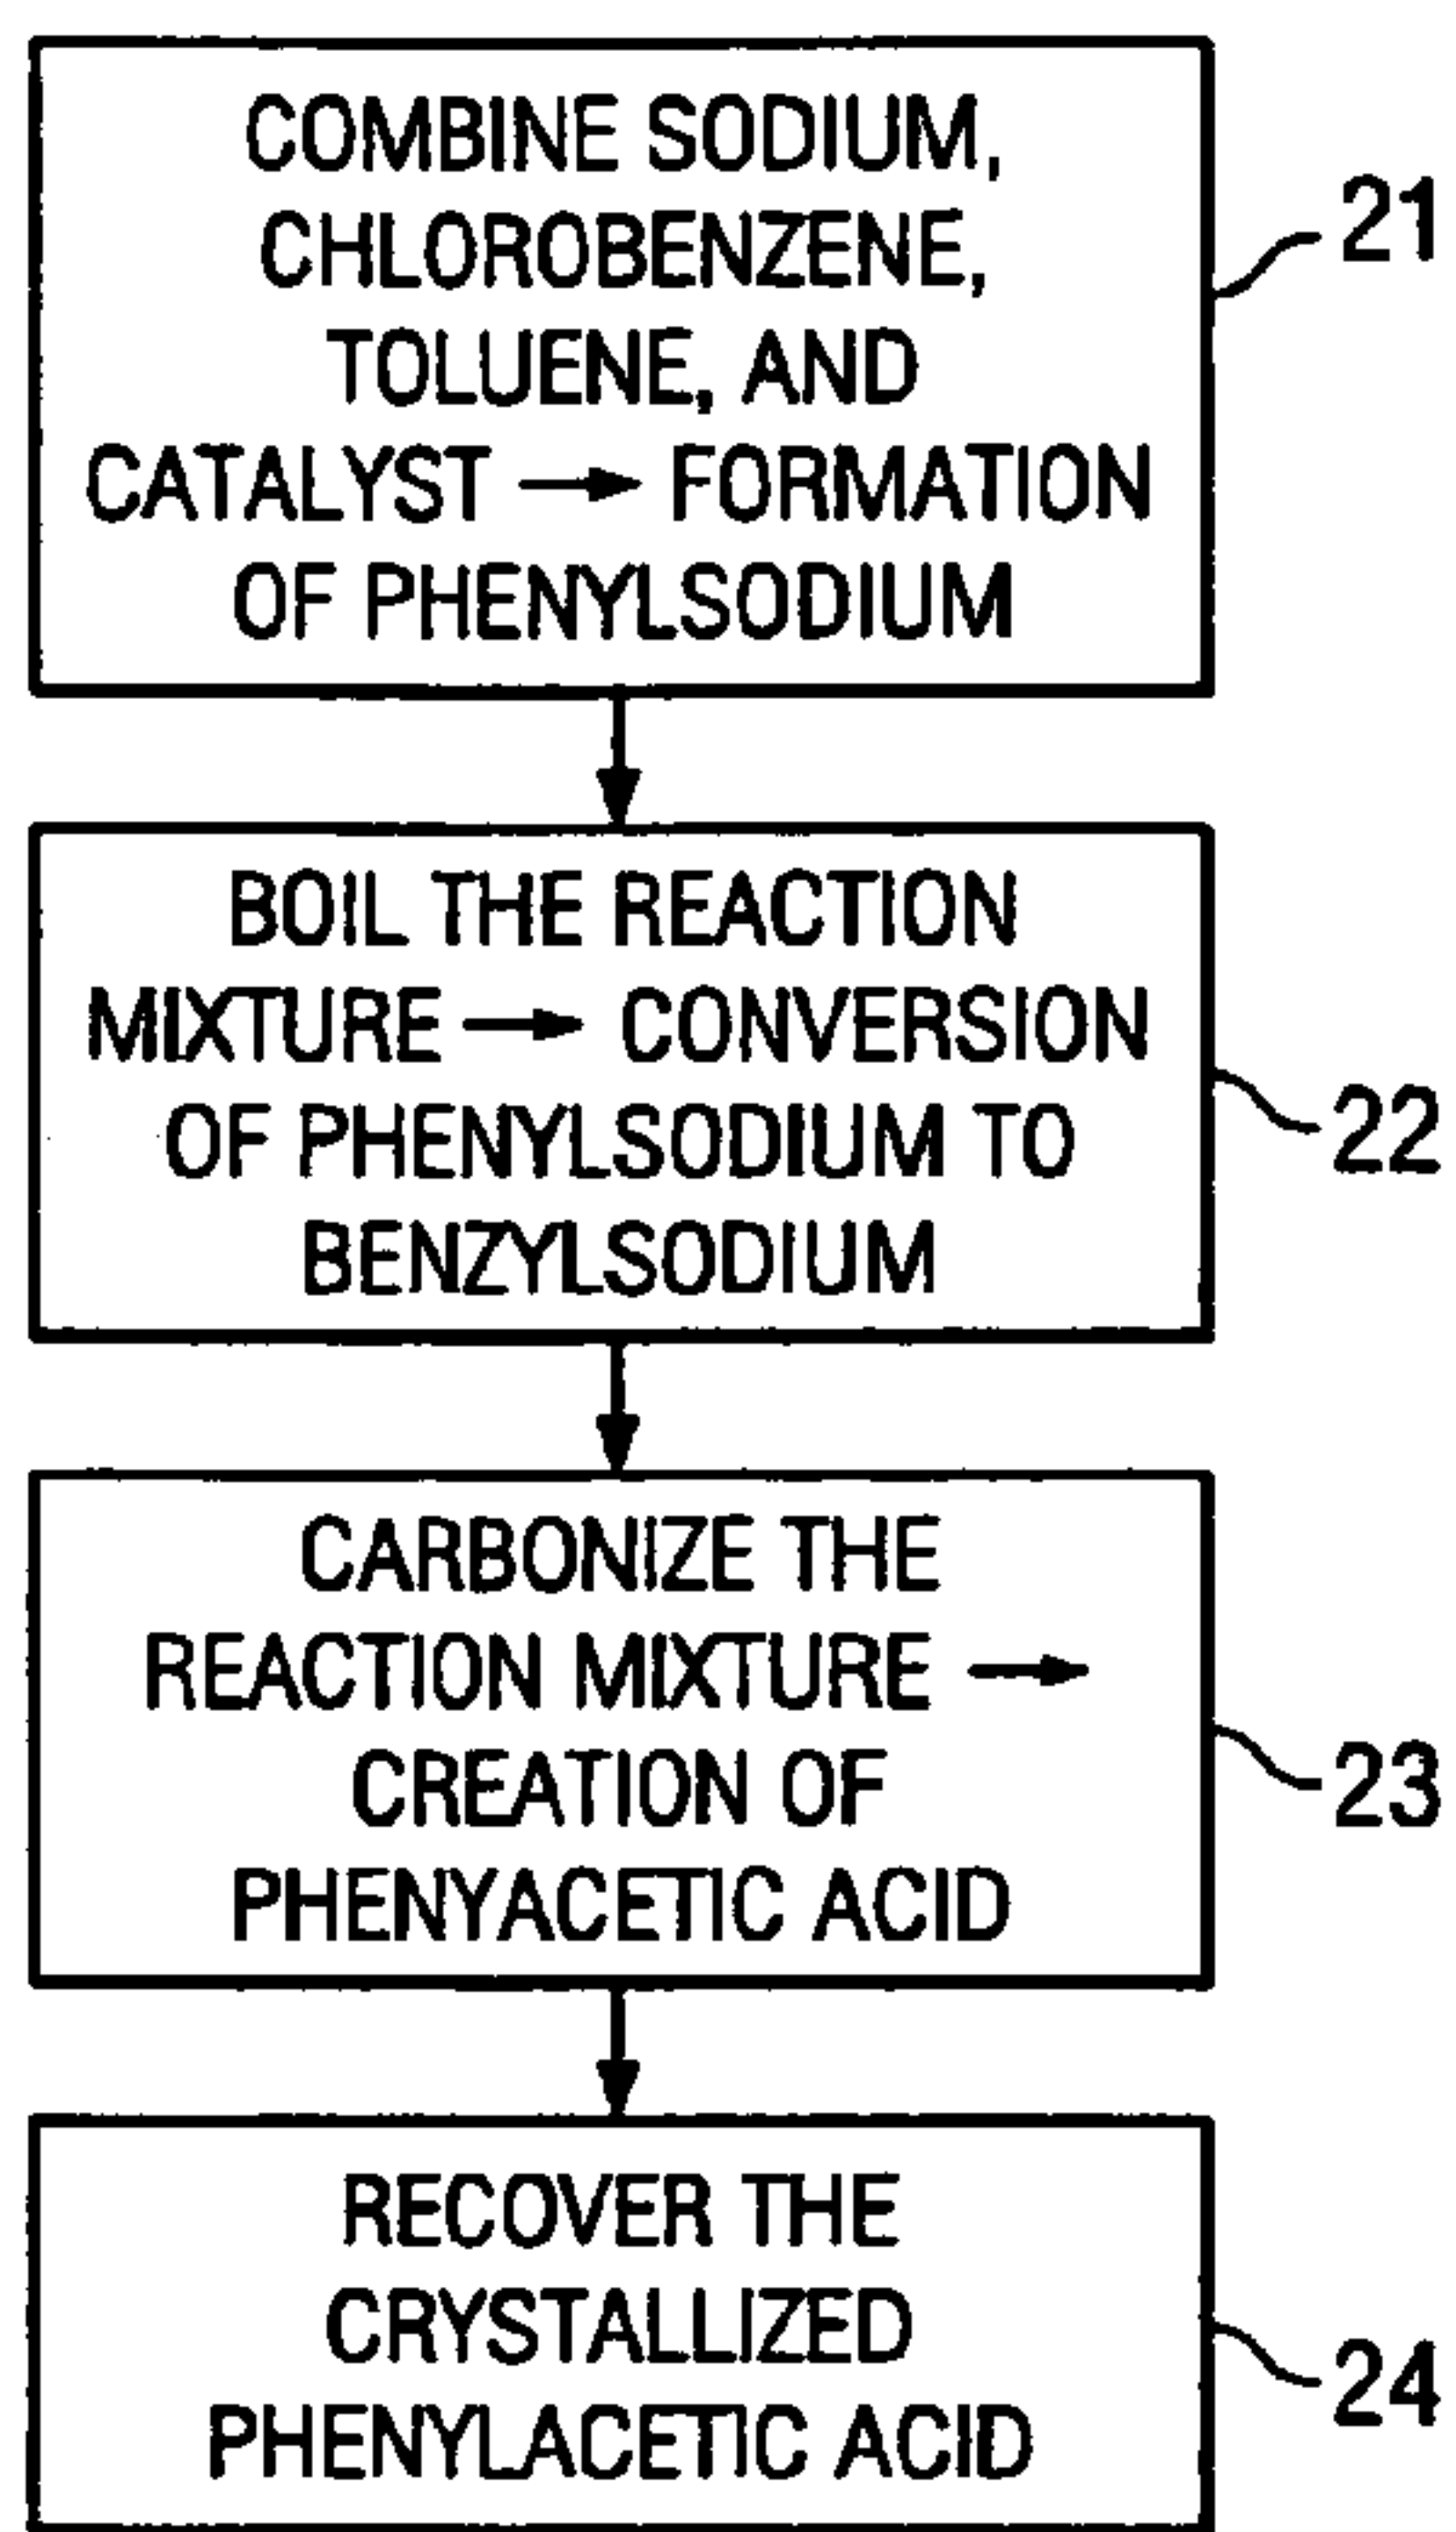 COMBINE SODIUM,
CHLOROBENZENE,
TOLUENE, AND
CATALYST → FORMATION
OF PHENYLSODIUM
21
BOIL THE REACTION
MIXTURE → CONVERSION
OF PHENYLSODIUM TO
BENZYLSODIUM
22
CARBONIZE THE
REACTION MIXTURE →
CREATION OF
PHENYACETIC ACID
23
RECOVER THE
CRYSTALLIZED
PHENYLACETIC ACID
24